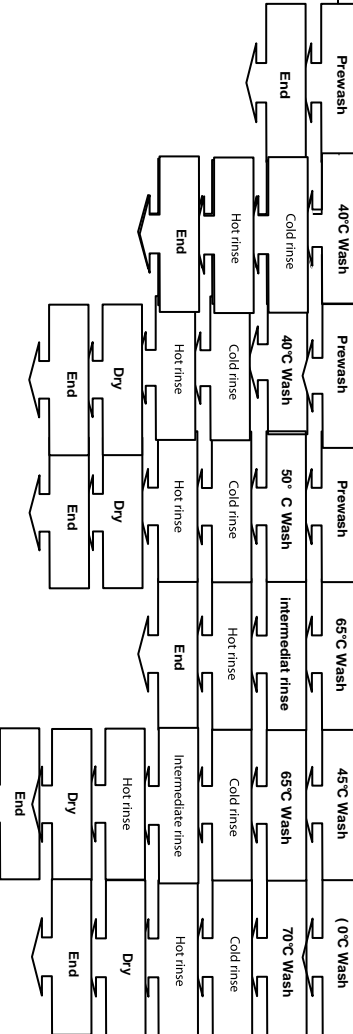 Prewash
40°C Wash
Prewash
Prewash
65°C Wash
45°C Wash
( 0°C Wash
End
Cold rinse
40°C Wash
50° C Wash
intermediat rinse
65°C Wash
70°C Wash
Hot rinse
Cold rinse
Cold rinse
Hot rinse
Cold rinse
Cold rinse
End
Hot rinse
Hot rinse
End
Intermediate rinse
Hot rinse
Dry
Dry
Hot rinse
Dry
End
End
Dry
End
End